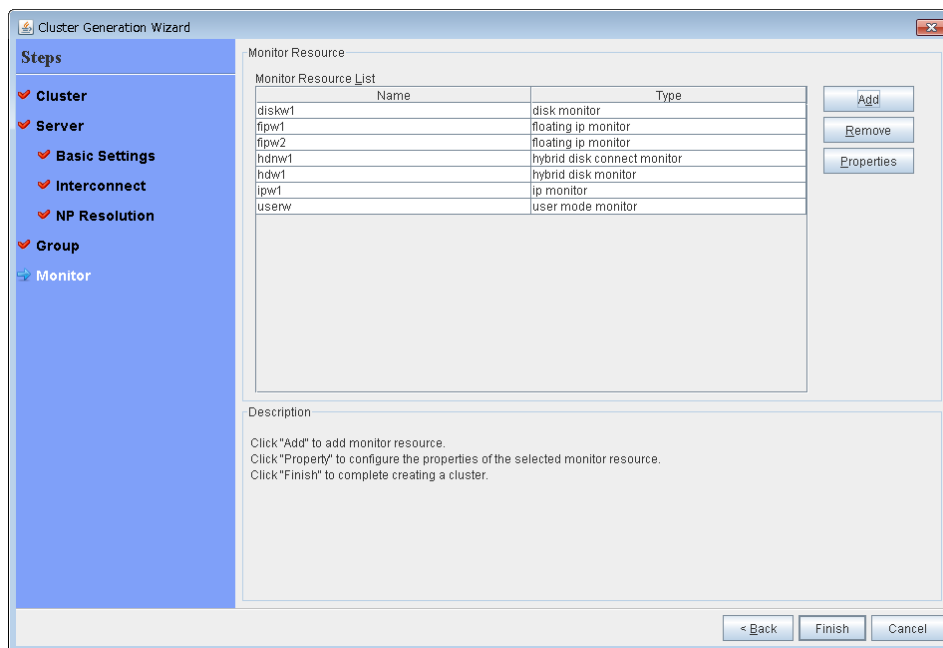 Cluster Generation Wizard
Steps
Cluster
Server
Basic Settings
Interconnect
NP Resolution
Group
Monitor
Monitor Resource
Monitor Resource List
Name Type
diskw1 disk monitor
fipw1 floating ip monitor
fipw2 floating ip monitor
hdnw1 hybrid disk connect monitor
hdw1 hybrid disk monitor
ipw1 ip monitor
userw user mode monitor
Add
Remove
Properties
Description
Click "Add" to add monitor resource.
Click "Property" to configure the properties of the selected monitor resource.
Click "Finish" to complete creating a cluster.
< Back Finish Cancel